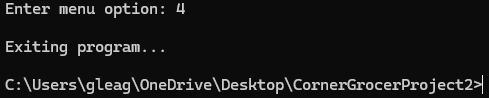 Enter menu option: 4
Exiting program...
C:\Users\gleag\OneDrive\Desktop\CornerGrocerProject2>